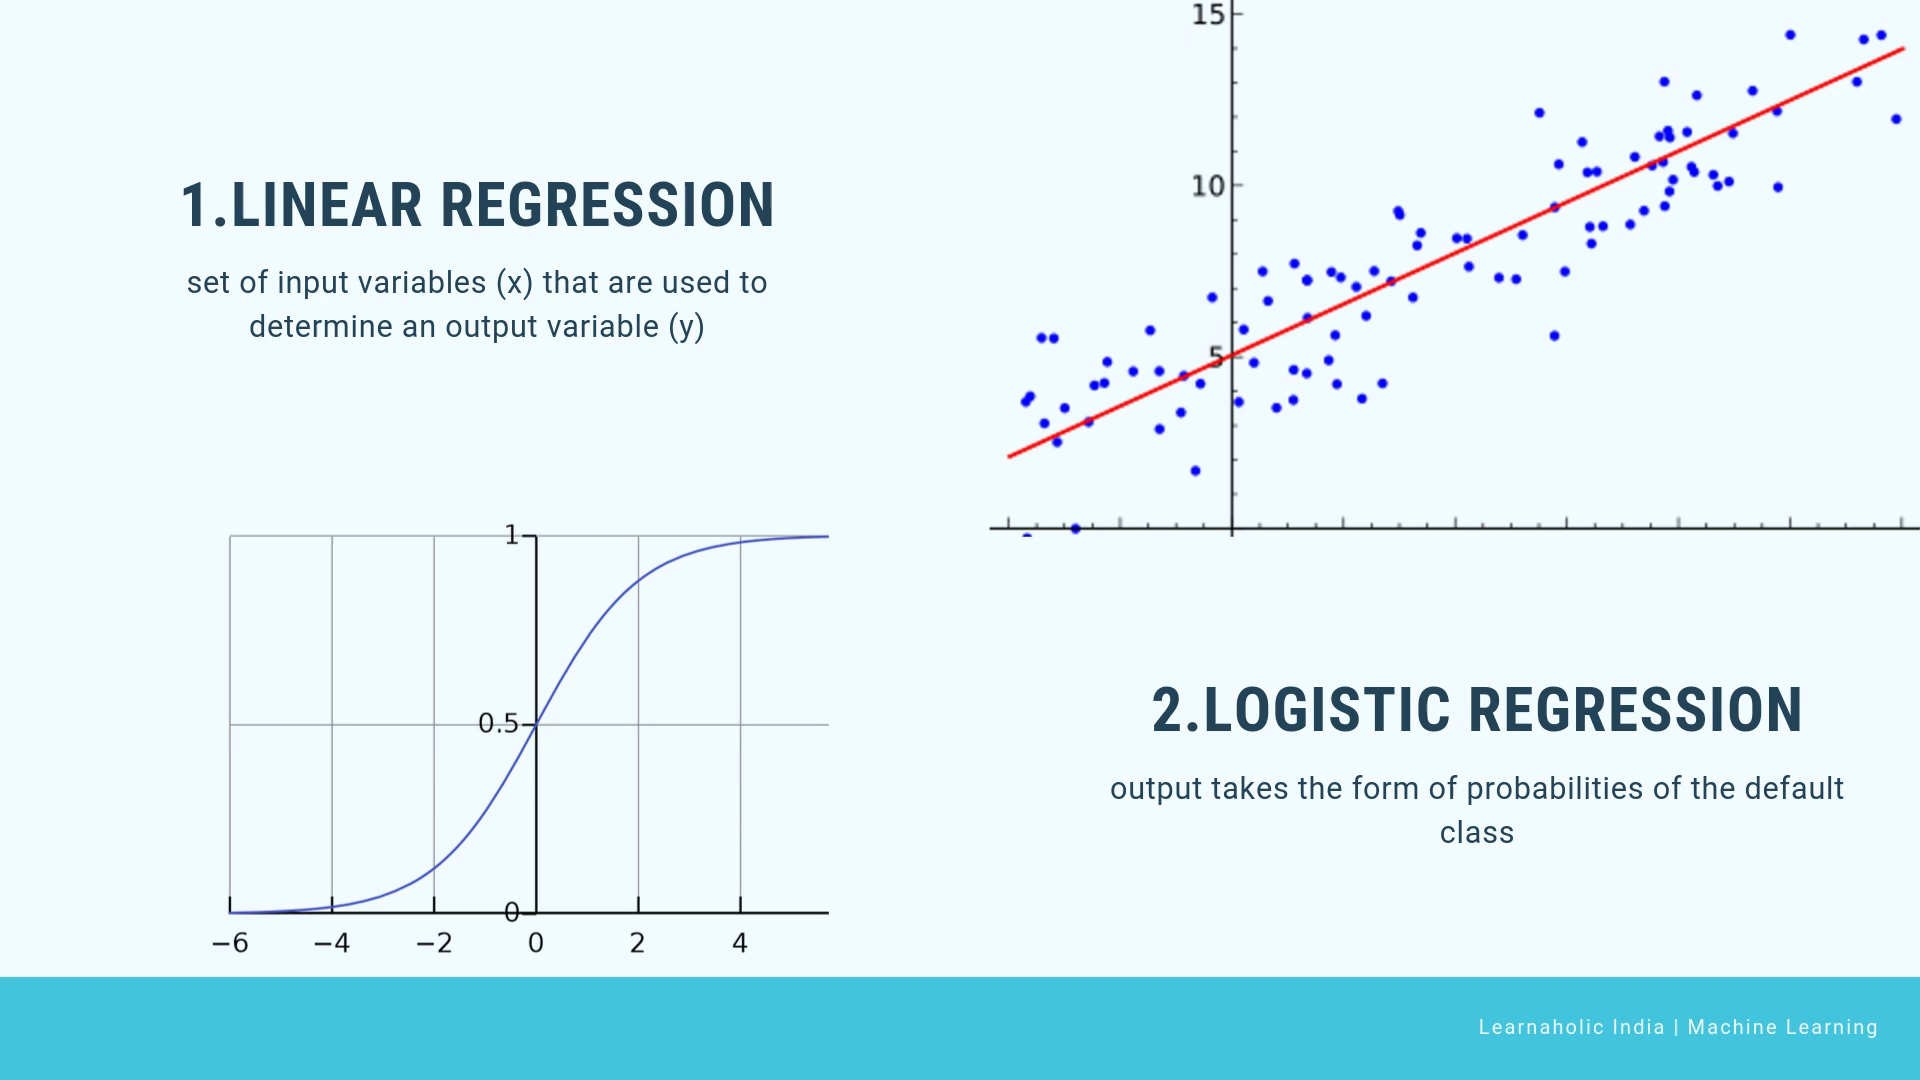 15
10
5
1.LINEAR REGRESSION
set of input variables (x) that are used to
determine an output variable (y)
1
0.5
0
−6 −4 −2 0 2 4
2.LOGISTIC REGRESSION
output takes the form of probabilities of the default
class
Learnaholic India | Machine Learning